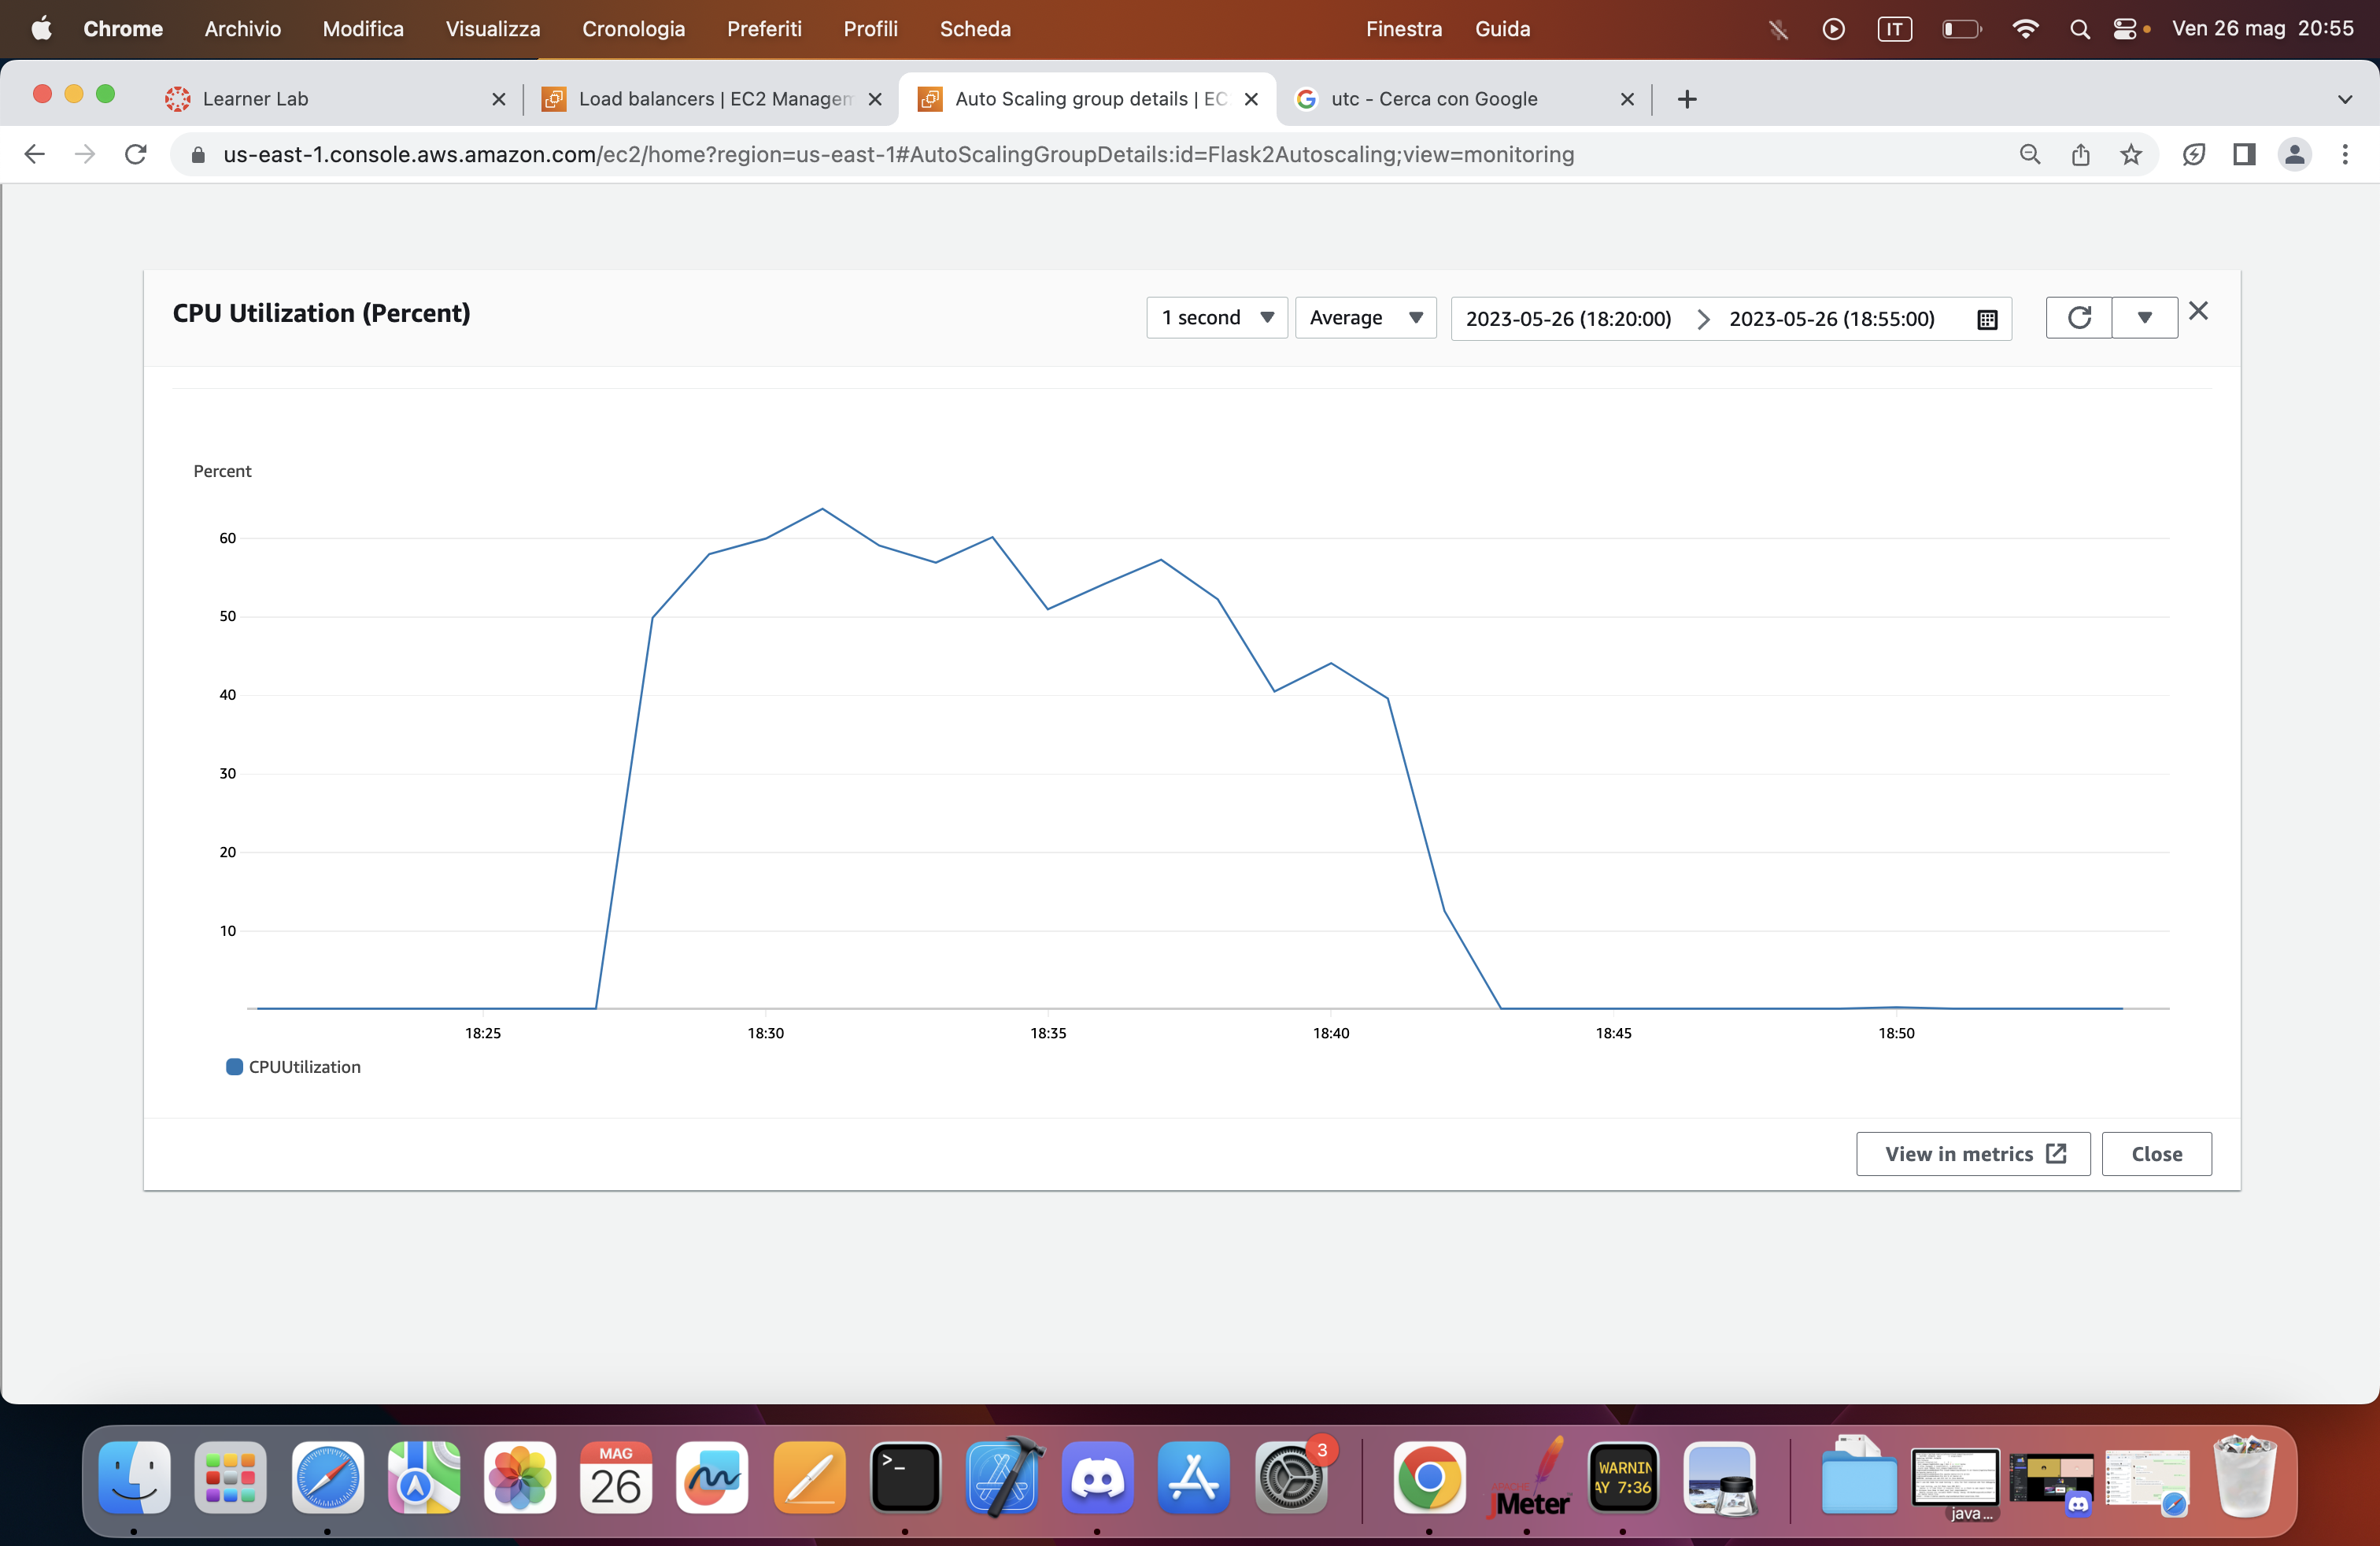 Chrome Archivio Modifica Visualizza Cronologia Preferiti Profili Scheda Finestra Guida IT Ven 26 mag 20:55
Learner Lab Load balancers | EC2 Managem Auto Scaling group details | EC utc - Cerca con Google
us-east-1.console.aws.amazon.com/ec2/home?region=us-east-1#AutoScalingGroupDetails:id=Flask2Autoscaling;view=monitoring
CPU Utilization (Percent) 1 second Average 2023-05-26 (18:20:00) 2023-05-26 (18:55:00)
Percent
60
50
40
30
20
10
18:25 18:30 18:35 18:40 18:45 18:50
CPUUtilization
View in metrics Close
3
MAG
26
WARNIN
AY 7:36
JMeter
java...